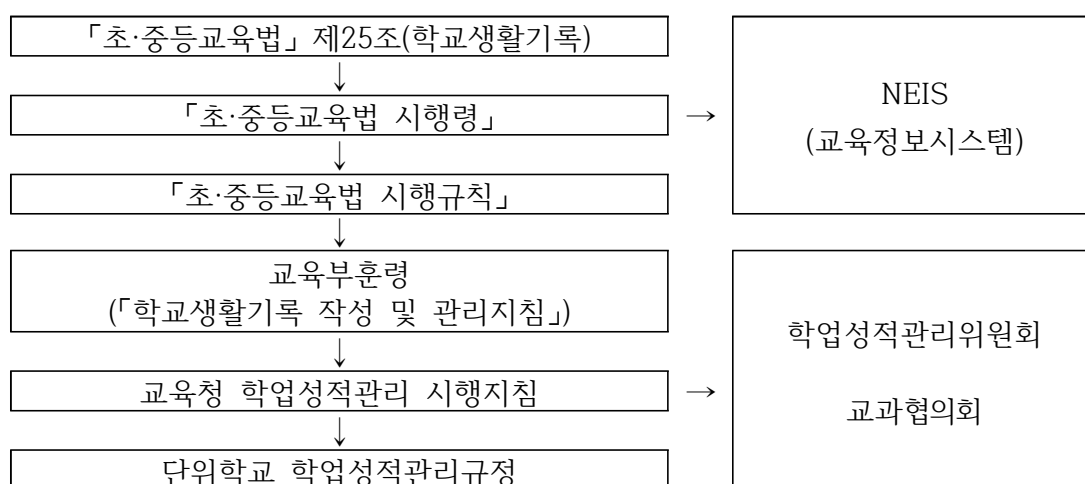 「초·중등교육법」 제25조(학교생활기록)
↓
「초·중등교육법 시행령」
→
NEIS
(교육정보시스템)
↓
「초·중등교육법 시행규칙」
↓
교육부훈령
(「학교생활기록 작성 및 관리지침」)
↓
교육청 학업성적관리 시행지침
→
학업성적관리위원회
교과협의회
↓
단위학교 학업성적관리규정